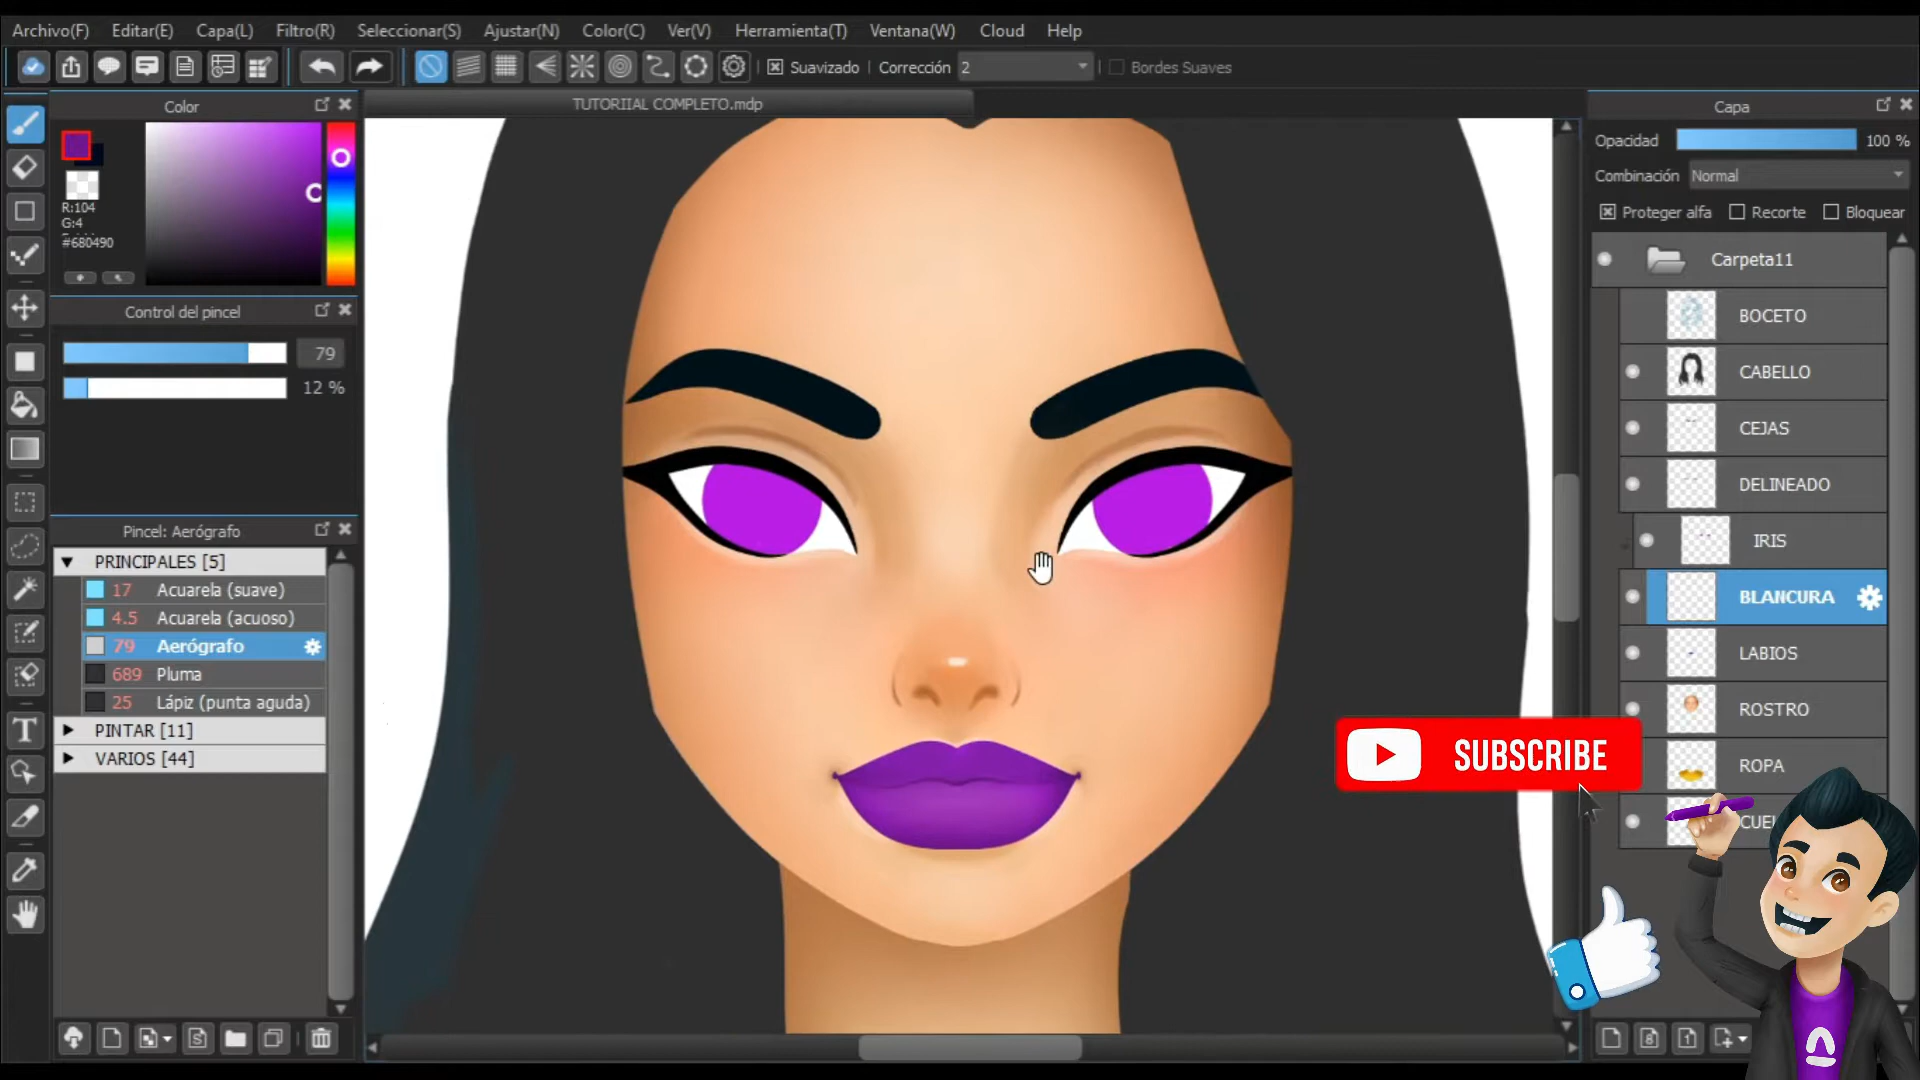 Archivo(F) Editar(E) Capa(L) Filtro(R) Seleccionar(S) Ajustar(N) Color(C) Ver(V) Herramienta(T) Ventana(W) Cloud Help
Suavizado Corrección 2 Bordes Suaves
Color
TUTORIIAL COMPLETO.mdp
Capa
R:104
G:4
#680490
Control del pincel
79
12 %
Pincel: Aerógrafo
PRINCIPALES [5]
17 Acuarela (suave)
4.5 Acuarela (acuoso)
79 Aerógrafo
689 Pluma
25 Lápiz (punta aguda)
PINTAR [11]
VARIOS [44]
Opacidad 100 %
Combinación Normal
Proteger alfa Recorte Bloquear
Carpeta11
BOCETO
CABELLO
CEJAS
DELINEADO
IRIS
BLANCURA
LABIOS
ROSTRO
ROPA
SUBSCRIBE